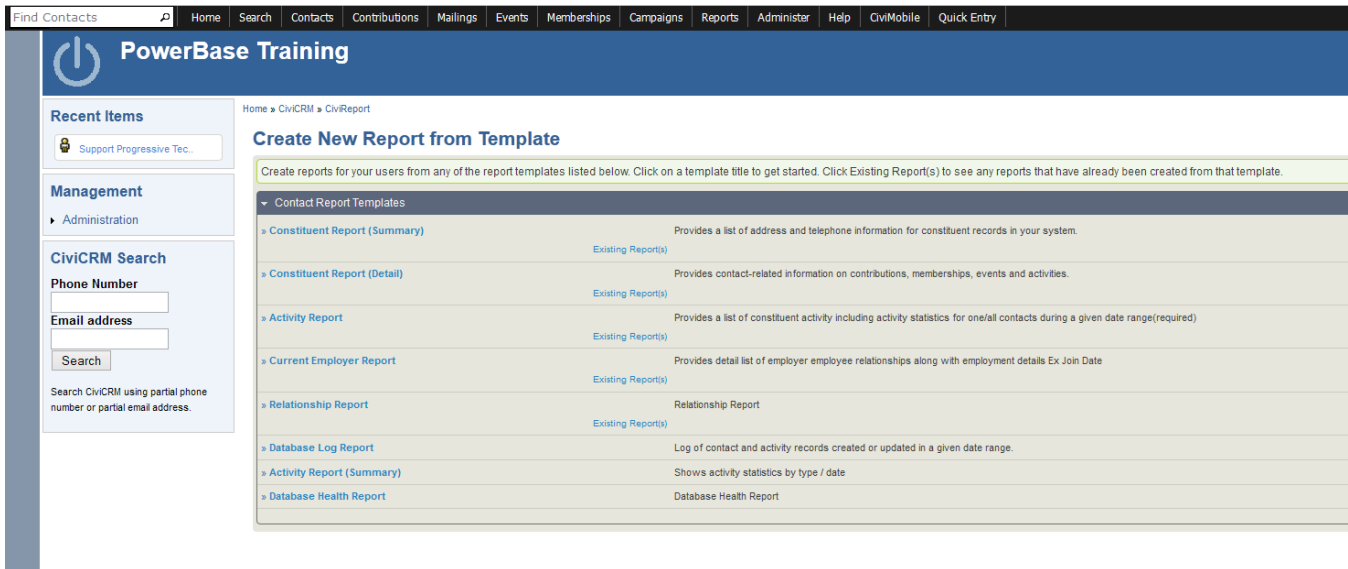 Find Contacts Home Search Contacts Contributions Mailings Events Memberships Campaigns Reports Administer Help CiviMobile Quick Entry
PowerBase Training
Recent Items
Support Progressive Tec..
Management
Administration
CiviCRM Search
Phone Number
Email address
Search
Search CiviCRM using partial phone
number or partial email address.
Home » CiviCRM » CiviReport
Create New Report from Template
Create reports for your users from any of the report templates listed below. Click on a template title to get started. Click Existing Report(s) to see any reports that have already been created from that template.
Contact Report Templates
» Constituent Report (Summary) Provides a list of address and telephone information for constituent records in your system.
Existing Report(s)
» Constituent Report (Detail) Provides contact-related information on contributions, memberships, events and activities.
Existing Report(s)
» Activity Report Provides a list of constituent activity including activity statistics for one/all contacts during a given date range(required)
Existing Report(s)
» Current Employer Report Provides detail list of employer employee relationships along with employment details Ex Join Date
Existing Report(s)
» Relationship Report Relationship Report
Existing Report(s)
» Database Log Report Log of contact and activity records created or updated in a given date range.
» Activity Report (Summary) Shows activity statistics by type / date
» Database Health Report Database Health Report